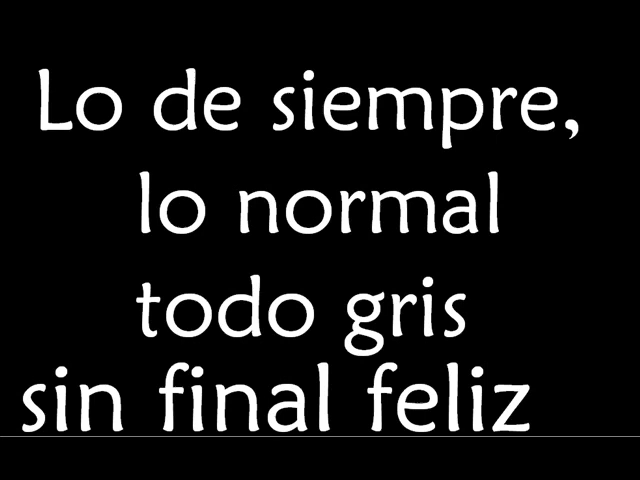 Lo de siempre,
lo normal
todo gris
sin final feliz